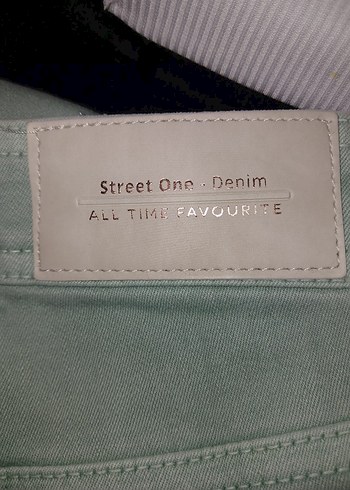 Street One · Denim
ALL TIME FAVOURITE